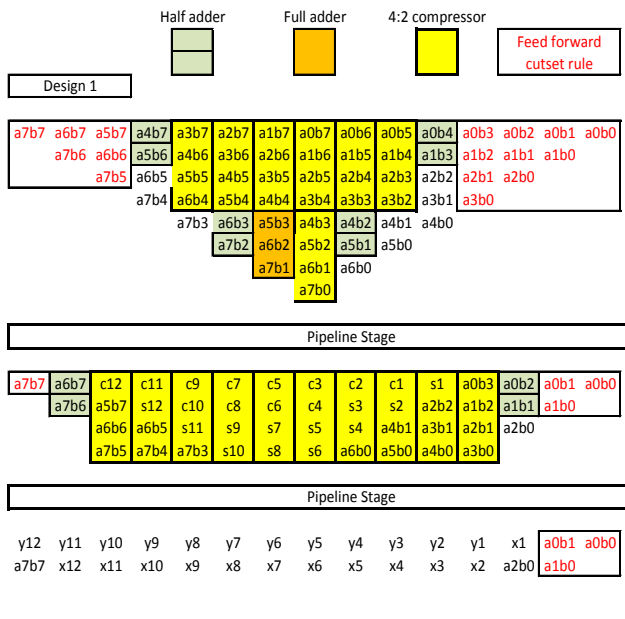 Half adder Full adder 4:2 compressor
Feed forward
cutset rule
Design 1
a7b7 a6b7 a5b7 a4b7 a3b7 a2b7 a1b7 a0b7 a0b6 a0b5 a0b4 a0b3 a0b2 a0b1 a0b0
a7b6 a6b6 a5b6 a4b6 a3b6 a2b6 a1b6 a1b5 a1b4 a1b3 a1b2 a1b1 a1b0
a7b5 a6b5 a5b5 a4b5 a3b5 a2b5 a2b4 a2b3 a2b2 a2b1 a2b0
a7b4 a6b4 a5b4 a4b4 a3b4 a3b3 a3b2 a3b1 a3b0
a7b3 a6b3 a5b3 a4b3 a4b2 a4b1 a4b0
a7b2 a6b2 a5b2 a5b1 a5b0
a7b1 a6b1 a6b0
a7b0
Pipeline Stage
a7b7 a6b7 c12 c11 c9 c7 c5 c3 c2 c1 s1 a0b3 a0b2 a0b1 a0b0
a7b6 a5b7 s12 c10 c8 c6 c4 s3 s2 a2b2 a1b2 a1b1 a1b0
a6b6 a6b5 s11 s9 s7 s5 s4 a4b1 a3b1 a2b1 a2b0
a7b5 a7b4 a7b3 s10 s8 s6 a6b0 a5b0 a4b0 a3b0
Pipeline Stage
y12 y11 y10 y9 y8 y7 y6 y5 y4 y3 y2 y1 x1 a0b1 a0b0
a7b7 x12 x11 x10 x9 x8 x7 x6 x5 x4 x3 x2 a2b0 a1b0